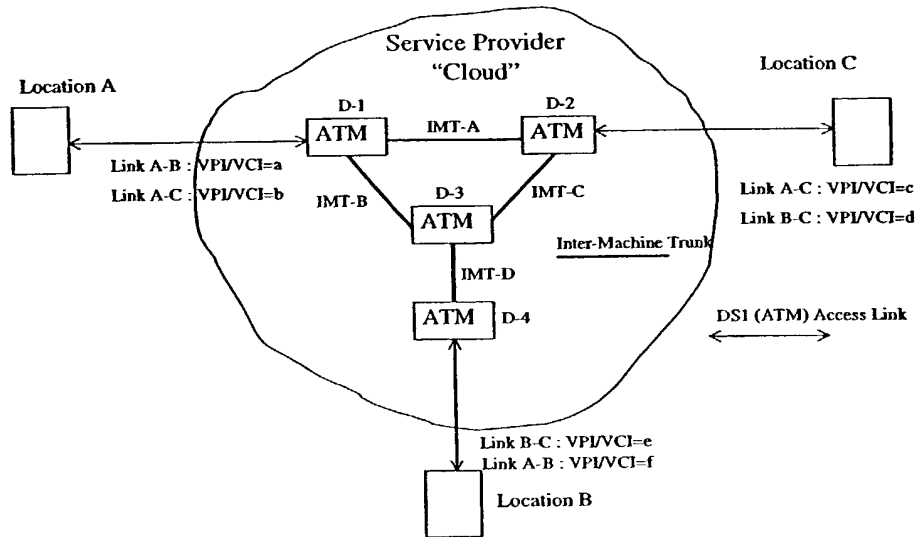 Service Provider
"Cloud"
Location A
Location C
D-1
D-2
ATM
IMT-A
ATM
Link A-B : VPI/VCI=a
Link A-C : VPI/VCI=b
IMT-B
D-3
IMT-C
Link A-C : VPI/VCI=c
Link B-C : VPI/VCI=d
ATM
Inter-Machine Trunk
IMT-D
ATM
D-4
DS1 (ATM) Access Link
Link B-C : VPI/VCI=e
Link A-B : VPI/VCI=f
Location B